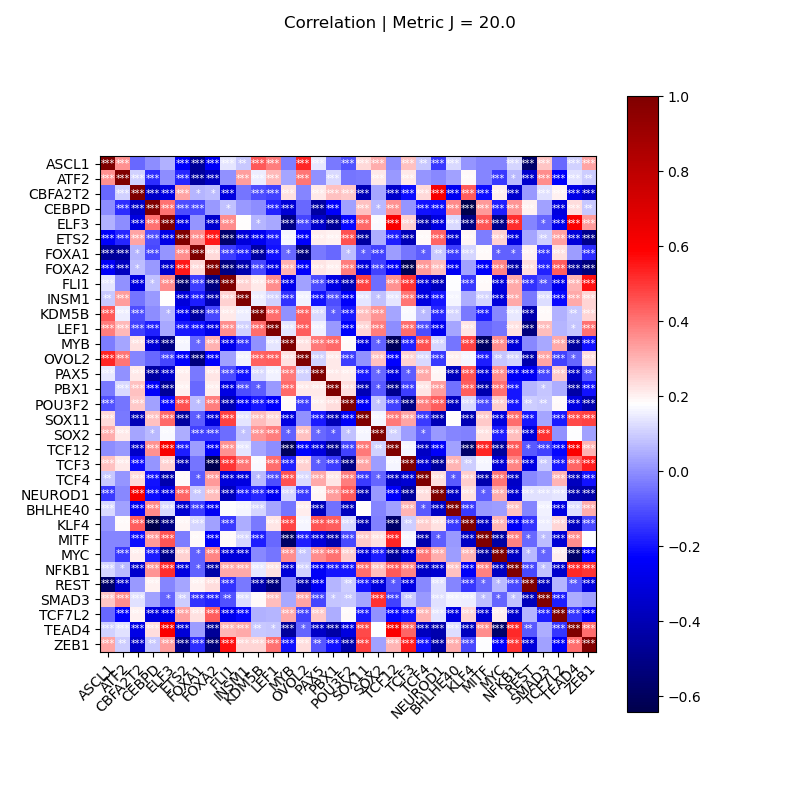 Correlation | Metric J = 20.0
ASCL1
ATF2
CBFA2T2
CEBPD
ELF3
ETS2
FOXA1
FOXA2
FLI1
INSM1
KDM5B
LEF1
MYB
OVOL2
PAX5
PBX1
POU3F2
SOX11
SOX2
TCF12
TCF3
TCF4
NEUROD1
BHLHE40
KLF4
MITF
MYC
NFKB1
REST
SMAD3
TCF7L2
TEAD4
ZEB1
ASCL1
ATF2
CBFA2T2
CEBPD
ELF3
ETS2
FOXA1
FOXA2
FLI1
INSM1
KDM5B
LEF1
MYB
OVOL2
PAX5
PBX1
POU3F2
SOX11
SOX2
TCF12
TCF3
TCF4
NEUROD1
BHLHE40
KLF4
MITF
MYC
NFKB1
REST
SMAD3
TCF7L2
TEAD4
ZEB1
1.0
0.8
0.6
0.4
0.2
0.0
−0.2
−0.4
−0.6